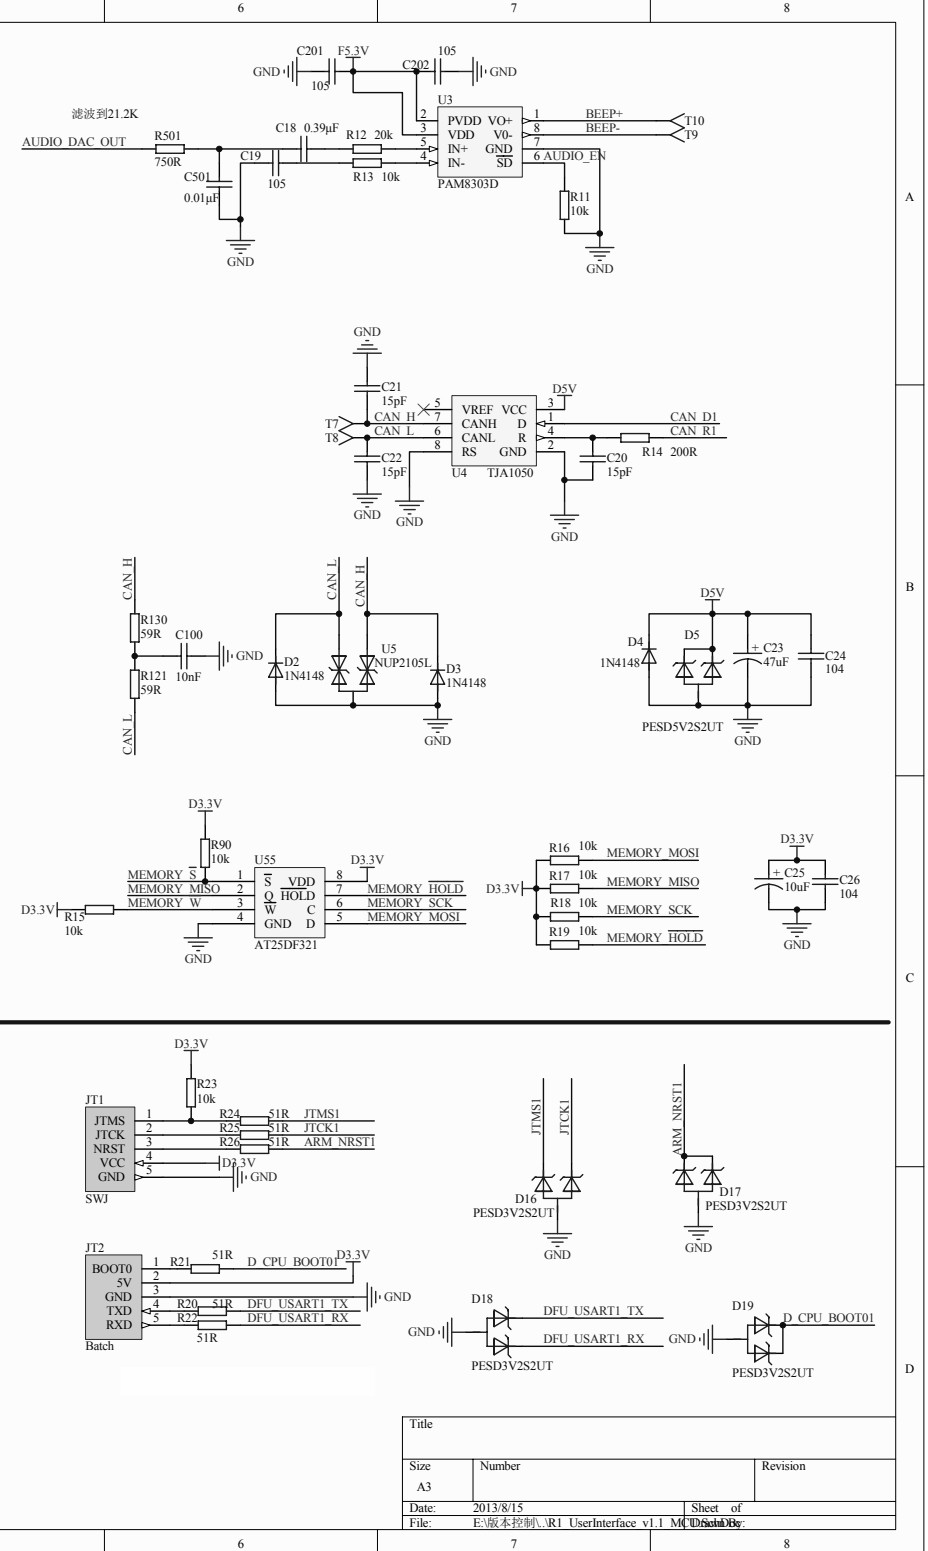 6 7 8
C201 F5.3V 105
GND C202 GND
105
U3
滤波到21.2K
AUDIO_DAC_OUT R501 C18 0.39μF R12 20k
750R C19 R13 10k
C501 105
0.01μF
2 PVDD VO+ 1 BEEP+ T10
3 VDD V0- 8 BEEP- T9
5 IN+ GND 7
4 IN- SD 6 AUDIO_EN
PAM8303D
R11
10k
GND
GND
A
GND
C21
15pF
D5V
5 VREF VCC 3
T7 CAN_H 7 CANH D 1 CAN_D1
T8 CAN_L 6 CANL R 4 CAN_R1
8 RS GND 2
C22
15pF
U4 TJA1050
C20
15pF
R14 200R
GND
GND
GND
CAN_H
R130
59R
C100
10nF
GND
R121
59R
CAN_L
CAN_L
CAN_H
D2
1N4148
U5
NUP2105L
D3
1N4148
GND
D5V
D4
1N4148
D5
+ C23
47uF
C24
104
PESD5V2S2UT
GND
B
D3.3V
R90
10k
U55
D3.3V
MEMORY_S 1 S VDD 8
MEMORY_MISO 2 Q HOLD 7 MEMORY_HOLD
MEMORY_W 3 W C 6 MEMORY_SCK
4 GND D 5 MEMORY_MOSI
D3.3V
R15
10k
GND
AT25DF321
R16 10k MEMORY_MOSI
R17 10k MEMORY_MISO
D3.3V
R18 10k MEMORY_SCK
R19 10k MEMORY_HOLD
D3.3V
+ C25
10uF
C26
104
GND
C
D3.3V
R23
10k
JT1
JTMS 1 R24 51R JTMS1
JTCK 2 R25 51R JTCK1
NRST 3 R26 51R ARM_NRST1
VCC 4 D3.3V
GND 5 GND
SWJ
JTMS1
JTCK1
D16
PESD3V2S2UT
GND
ARM_NRST1
D17
PESD3V2S2UT
GND
JT2
BOOT0 1 R21 51R D_CPU_BOOT01 D3.3V
5V 2
GND 3 GND
TXD 4 R20 51R DFU_USART1_TX
RXD 5 R22 DFU_USART1_RX
51R
Batch
D18
DFU_USART1_TX
GND
DFU_USART1_RX
PESD3V2S2UT
D19
D_CPU_BOOT01
GND
PESD3V2S2UT
D
Title
Size Number Revision
A3
Date: 2013/8/15 Sheet of
File: E:\版本控制\..\R1_UserInterface_v1.1_MCU.SchDoc
6 7 8